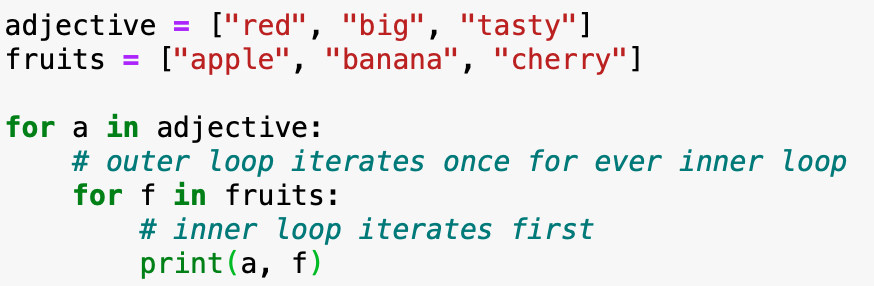 adjective = ["red", "big", "tasty"]
fruits = ["apple", "banana", "cherry"]
for a in adjective:
# outer loop iterates once for ever inner loop
for f in fruits:
# inner loop iterates first
print(a, f)